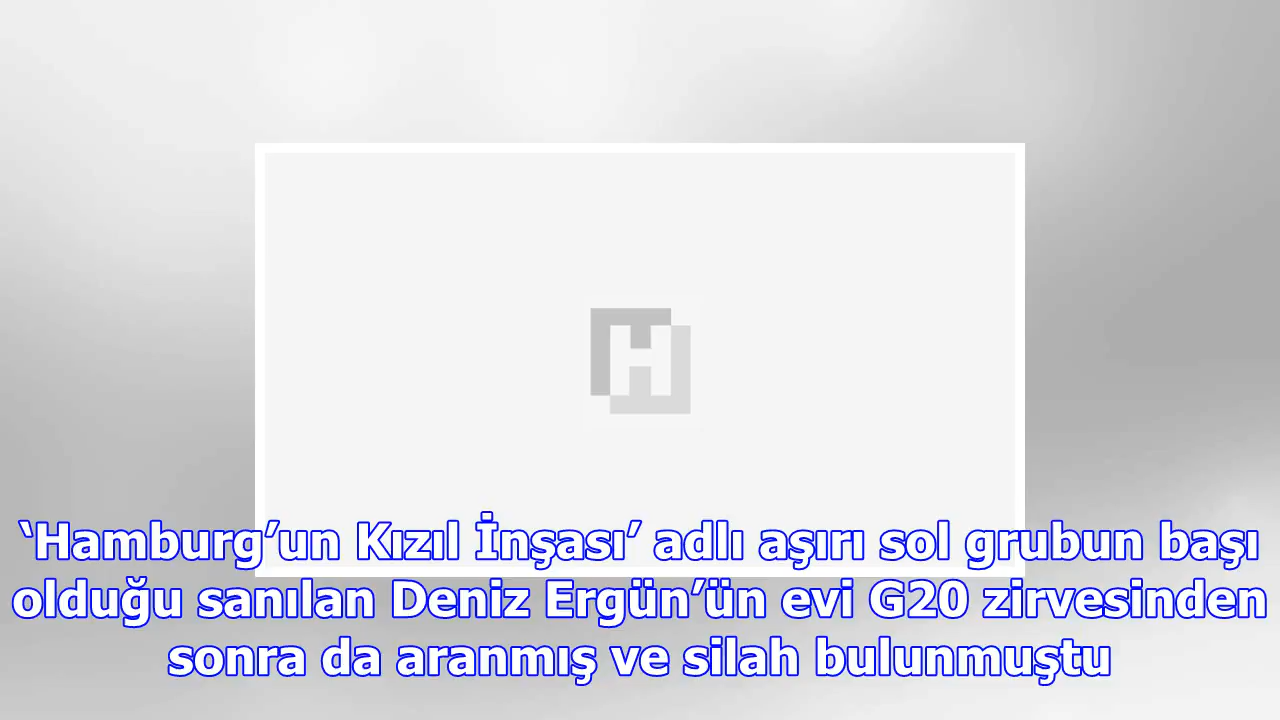 H
‘Hamburg’un Kızıl İnşası’ adlı aşırı sol grubun başı
olduğu sanılan Deniz Ergün’ün evi G20 zirvesinden
sonra da aranmış ve silah bulunmuştu